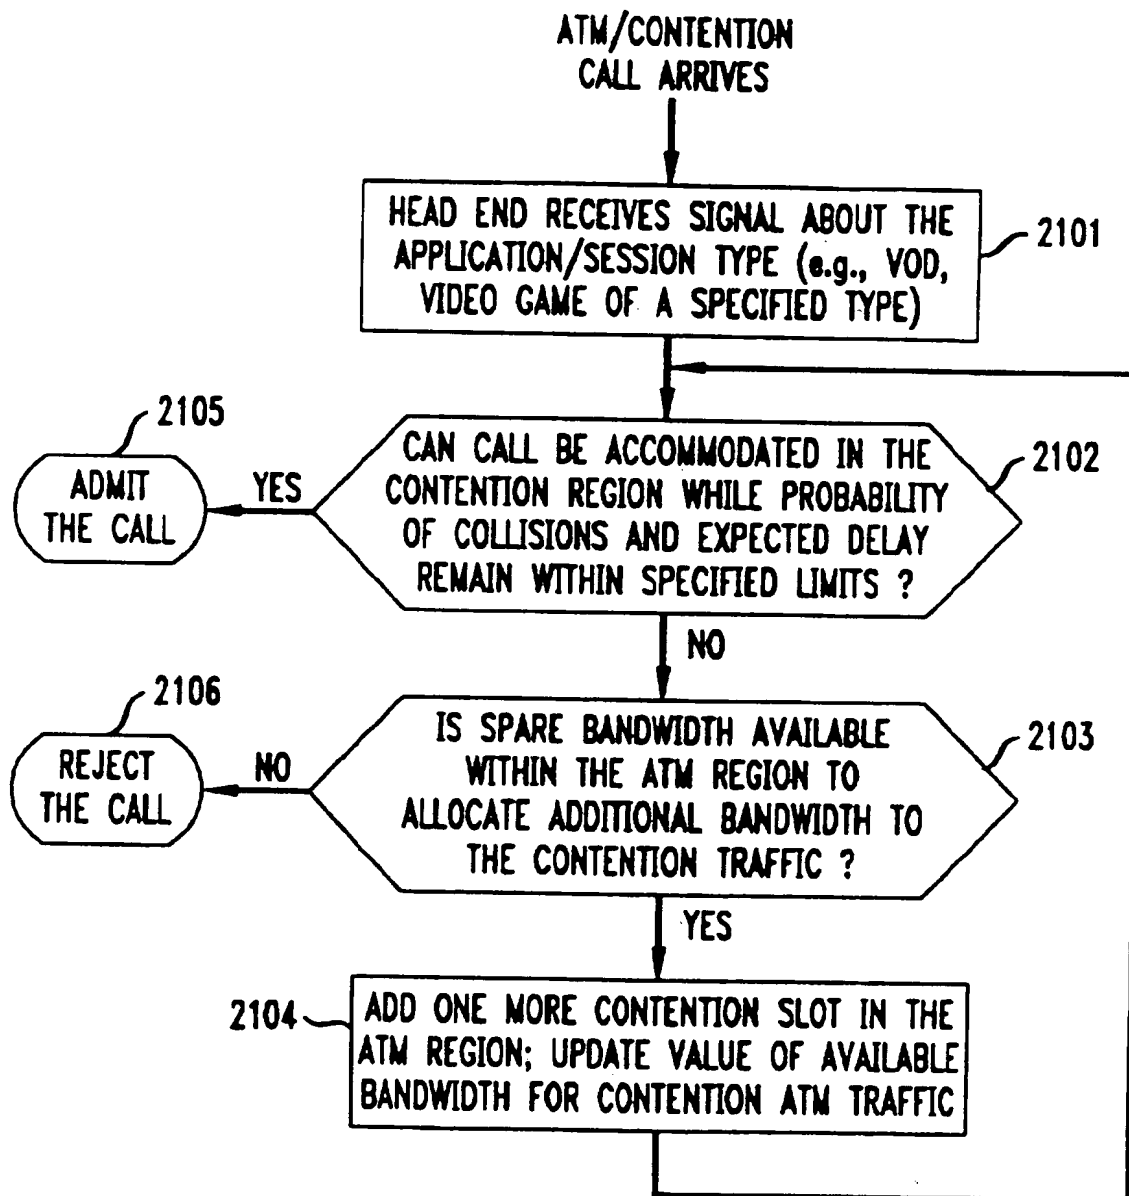 ATM/CONTENTION
CALL ARRIVES
HEAD END RECEIVES SIGNAL ABOUT THE
APPLICATION/SESSION TYPE (e.g., VOD,
VIDEO GAME OF A SPECIFIED TYPE)
2101
2105
ADMIT
THE CALL
YES
CAN CALL BE ACCOMMODATED IN THE
CONTENTION REGION WHILE PROBABILITY
OF COLLISIONS AND EXPECTED DELAY
REMAIN WITHIN SPECIFIED LIMITS ?
2102
NO
2106
REJECT
THE CALL
NO
IS SPARE BANDWIDTH AVAILABLE
WITHIN THE ATM REGION TO
ALLOCATE ADDITIONAL BANDWIDTH TO
THE CONTENTION TRAFFIC ?
2103
YES
2104
ADD ONE MORE CONTENTION SLOT IN THE
ATM REGION; UPDATE VALUE OF AVAILABLE
BANDWIDTH FOR CONTENTION ATM TRAFFIC